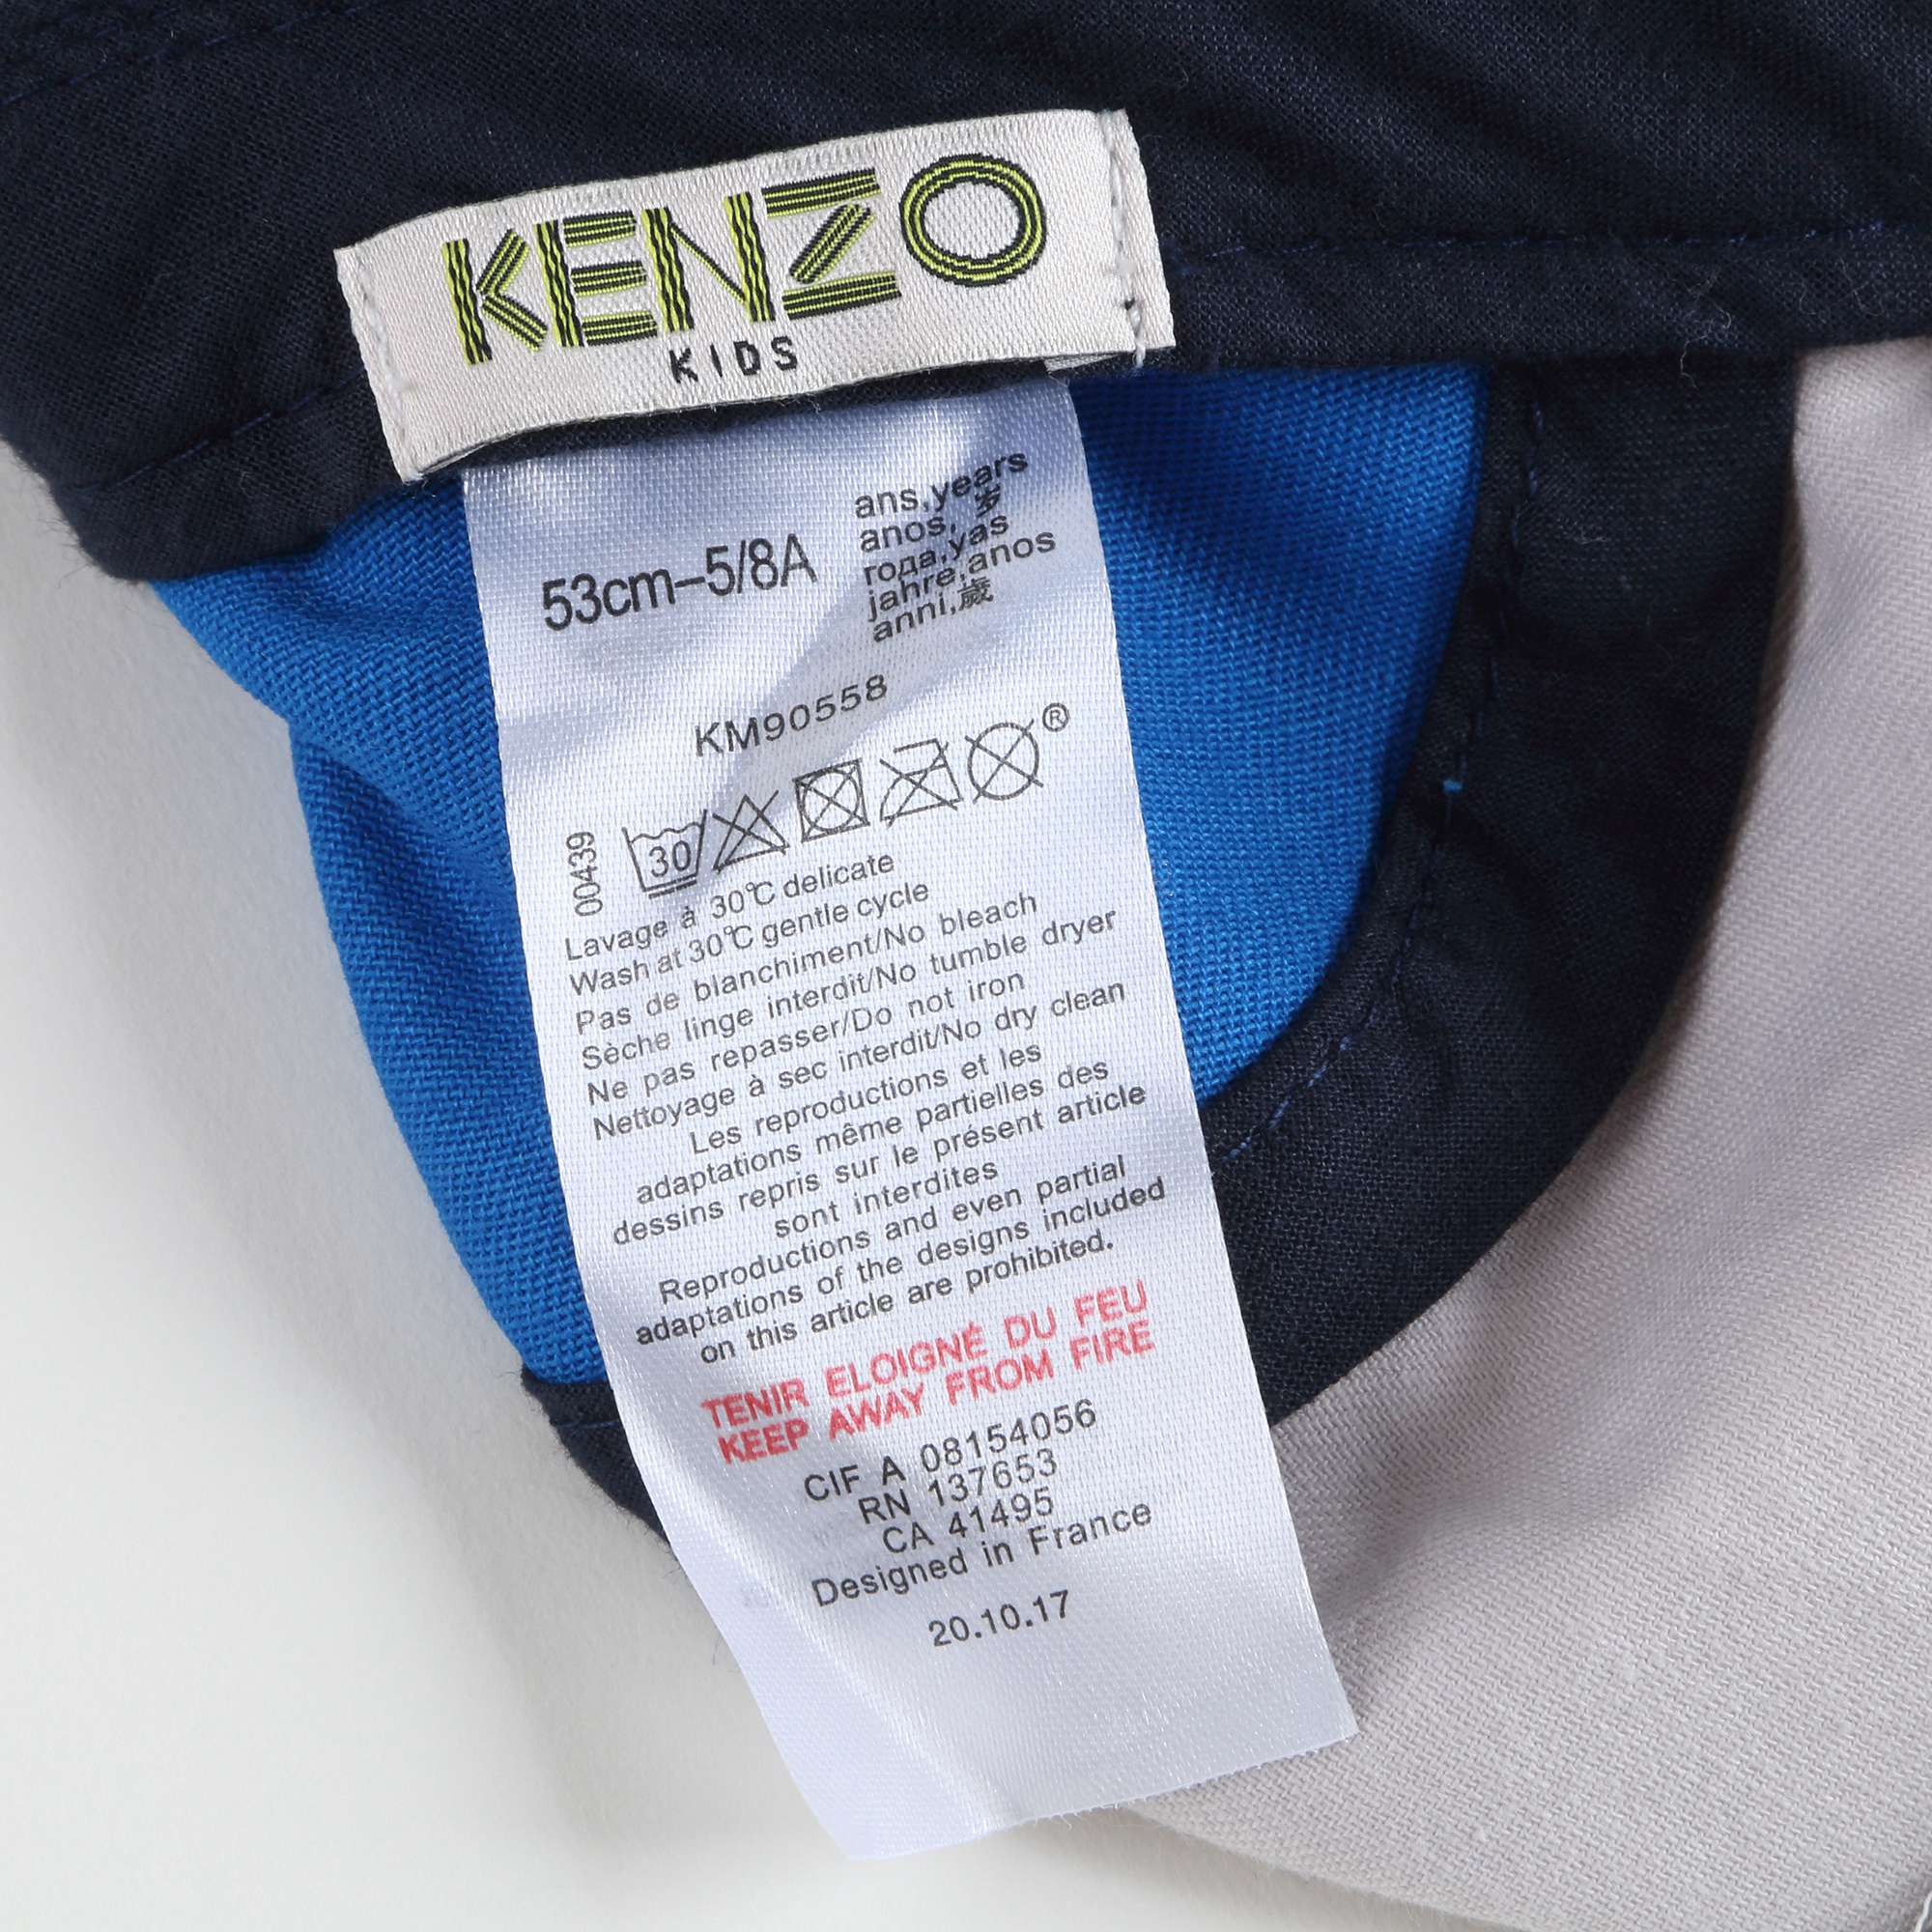 KENZO
KIDS
53cm-5/8A
ans,years
anos, 岁
года,yas
jahre,anos
anni,歲
KM90558
00439
30
®
Lavage à 30°C delicate
Wash at 30°C gentle cycle
Pas de blanchiment/No bleach
Sèche linge interdit/No tumble dryer
Ne pas repasser/Do not iron
Nettoyage à sec interdit/No dry clean
Les reproductions et les
adaptations même partielles des
dessins repris sur le présent article
sont interdites
Reproductions and even partial
adaptations of the designs included
on this article are prohibited.
TENIR ELOIGNÉ DU FEU
KEEP AWAY FROM FIRE
CIF A 08154056
RN 137653
CA 41495
Designed in France
20.10.17